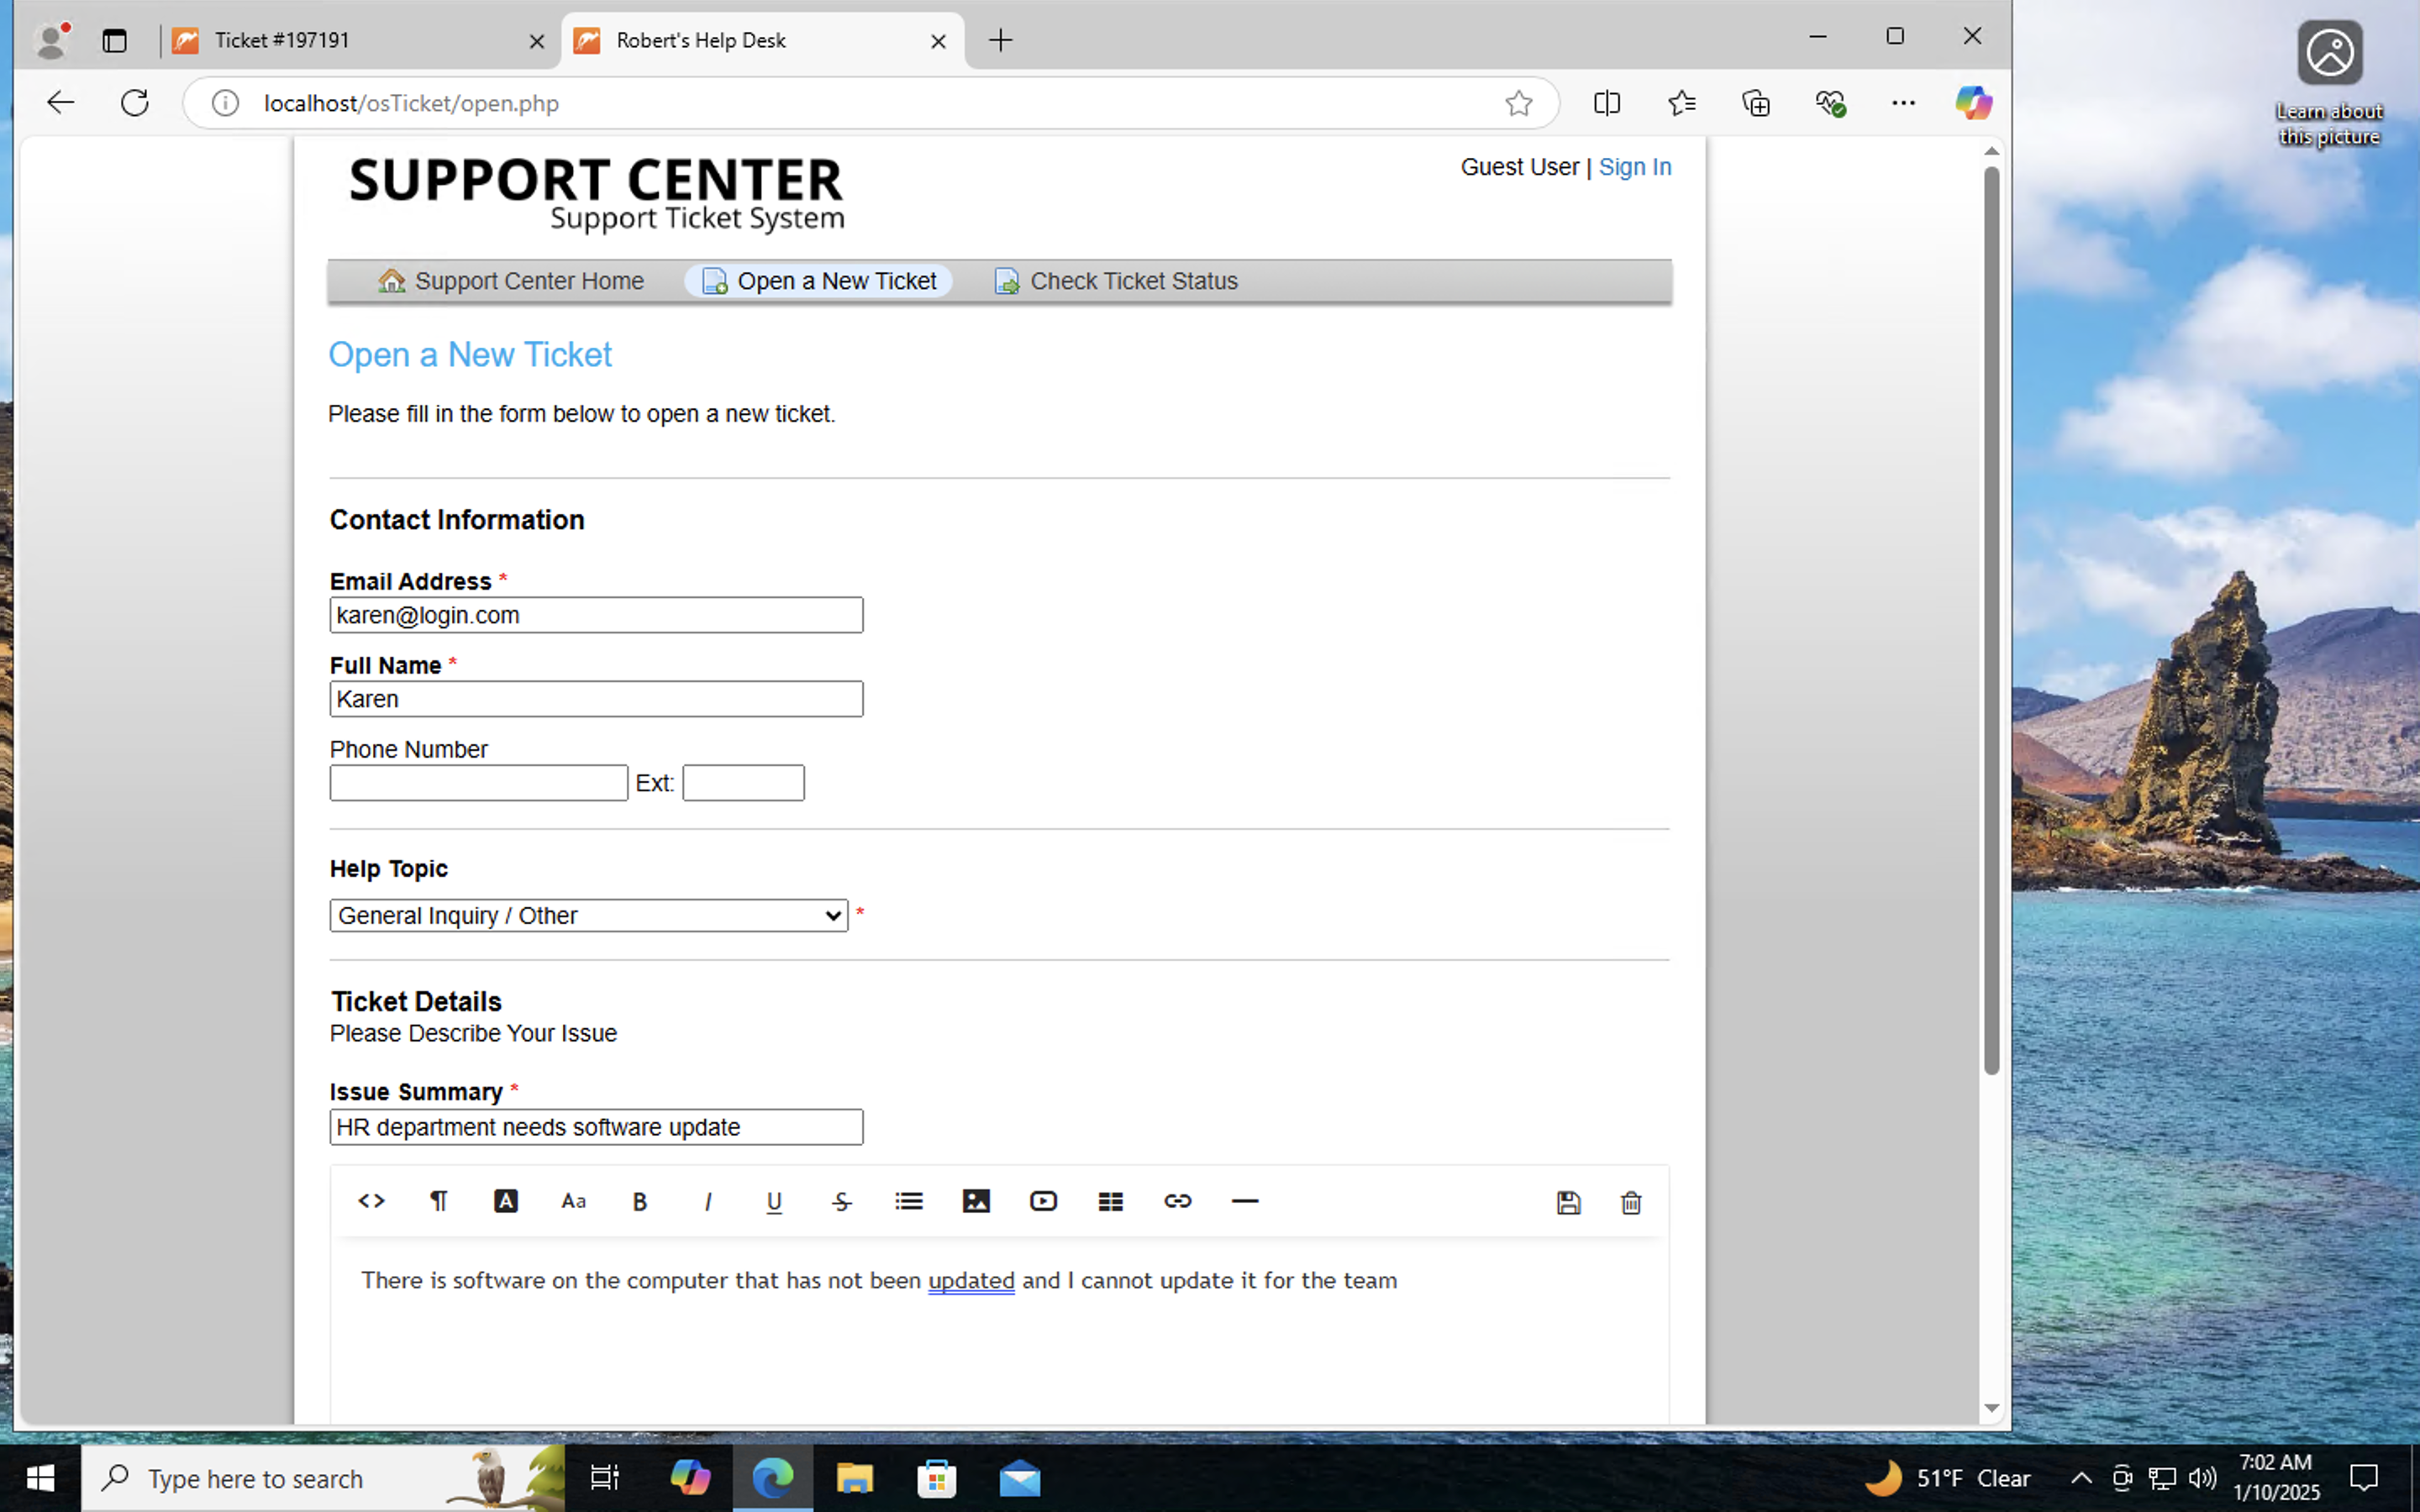 Ticket #197191
Robert's Help Desk
localhost/osTicket/open.php
Learn about
this picture
SUPPORT CENTER
Support Ticket System
Guest User | Sign In
Support Center Home
Open a New Ticket
Check Ticket Status
Open a New Ticket
Please fill in the form below to open a new ticket.
Contact Information
Email Address *
karen@login.com
Full Name *
Karen
Phone Number
Ext:
Help Topic
General Inquiry / Other *
Ticket Details
Please Describe Your Issue
Issue Summary *
HR department needs software update
<> ¶ A Aa B I U S
There is software on the computer that has not been updated and I cannot update it for the team
Type here to search
51°F Clear
7:02 AM
1/10/2025